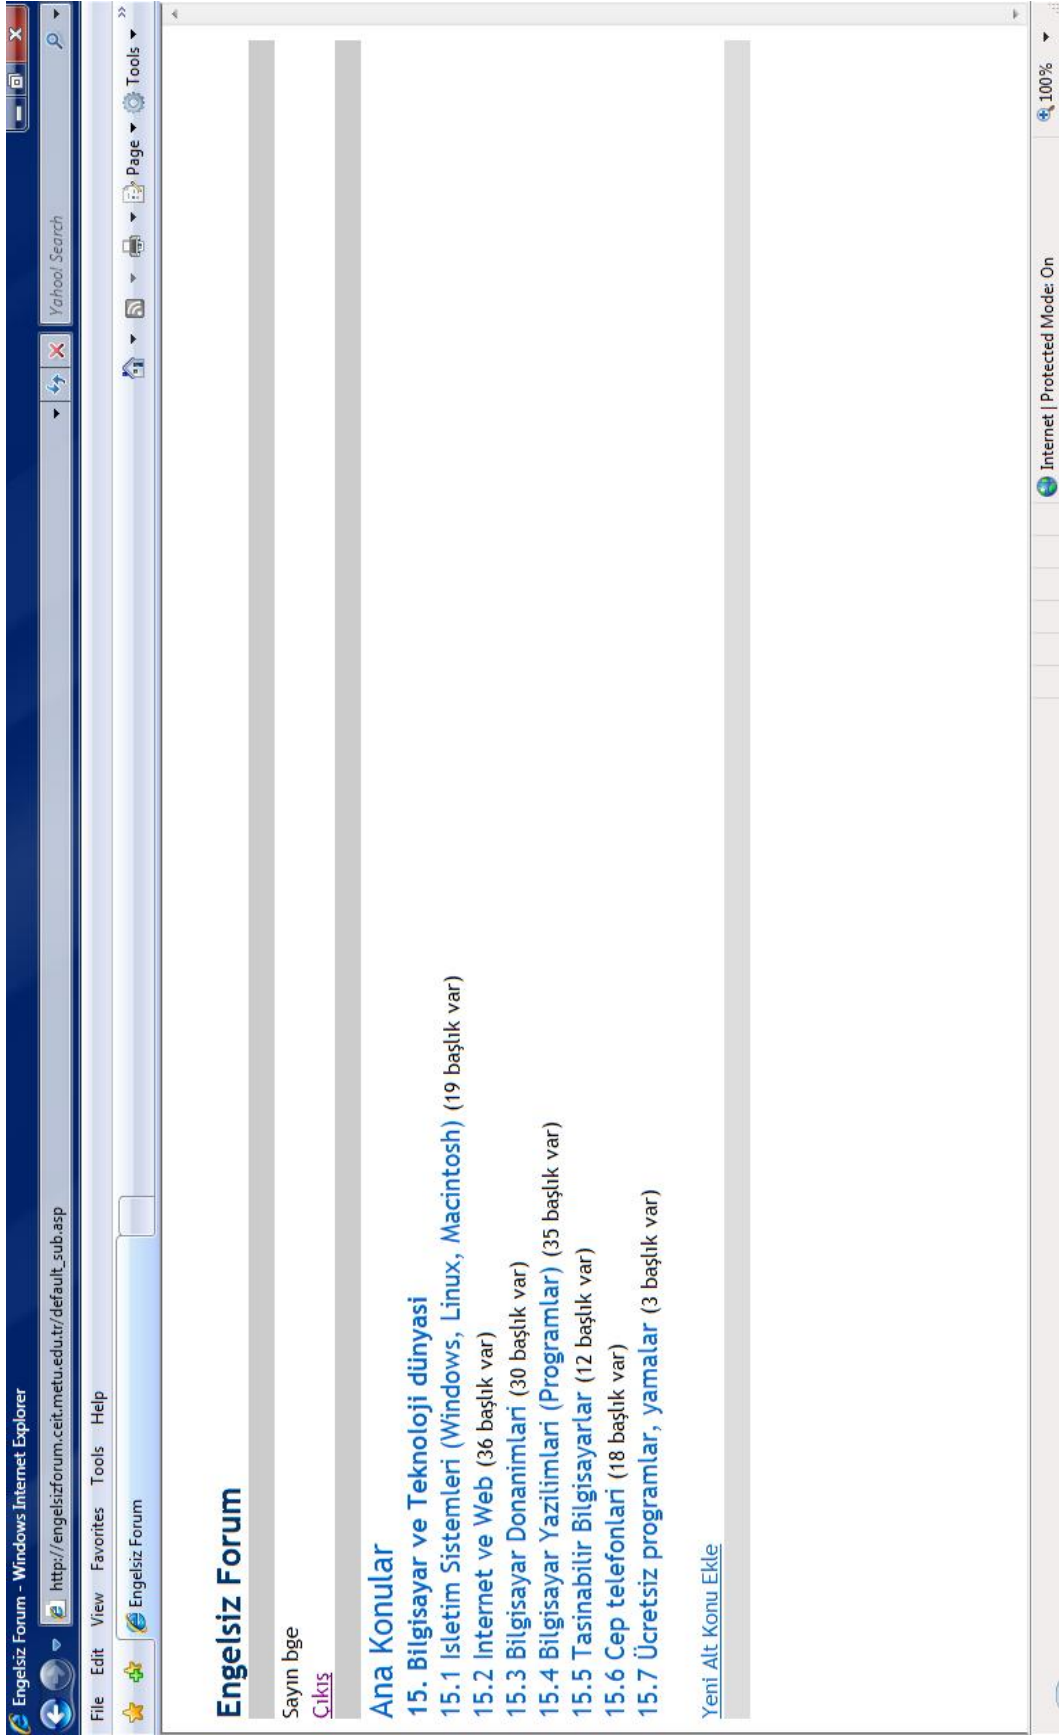 Engelsiz Forum - Windows Internet Explorer
http://engelsizforum.ceit.metu.edu.tr/default_sub.asp
Yahoo! Search
File Edit View Favorites Tools Help
Engelsiz Forum
Page Tools
Engelsiz Forum
Sayın bge
Çıkış
Ana Konular
15. Bilgisayar ve Teknoloji dünyasi
15.1 Isletim Sistemleri (Windows, Linux, Macintosh) (19 başlık var)
15.2 Internet ve Web (36 başlık var)
15.3 Bilgisayar Donanimlari (30 başlık var)
15.4 Bilgisayar Yazilimlari (Programlar) (35 başlık var)
15.5 Tasinabilir Bilgisayarlar (12 başlık var)
15.6 Cep telefonlari (18 başlık var)
15.7 Ücretsiz programlar, yamalar (3 başlık var)
Yeni Alt Konu Ekle
Internet | Protected Mode: On
100%